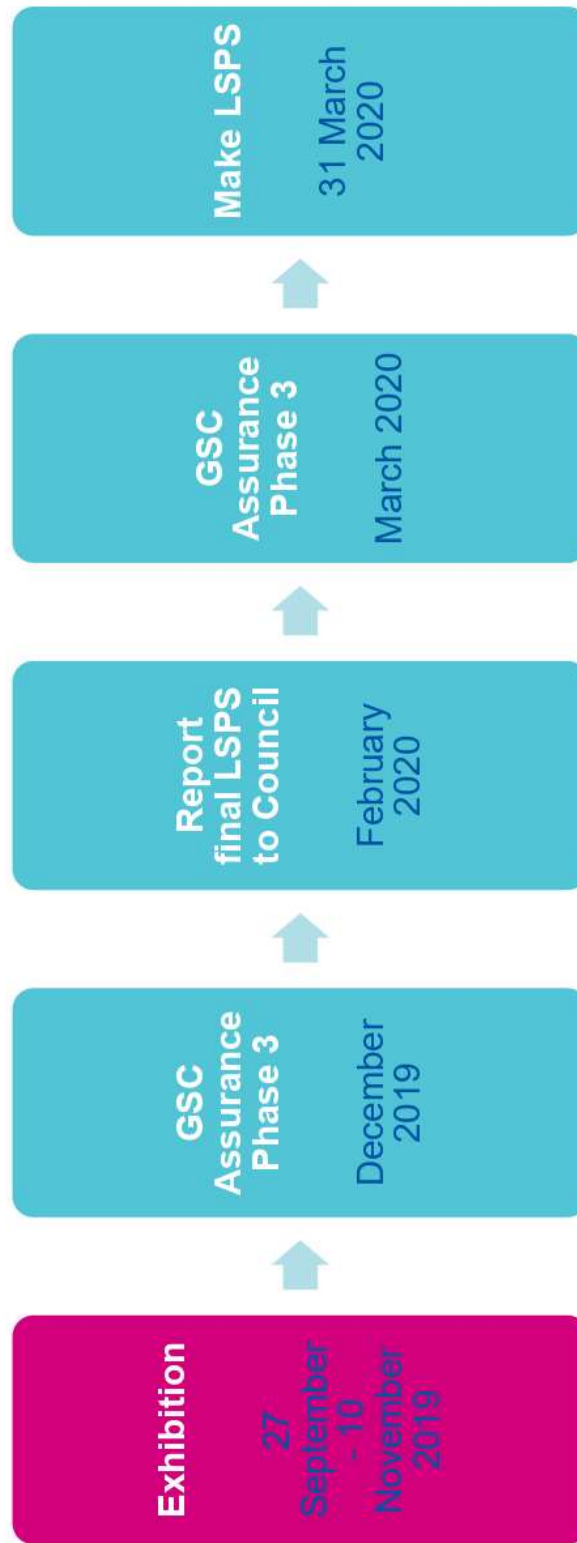 Exhibition
27
September
- 10
November
2019
GSC
Assurance
Phase 3
December
2019
Report
final LSPS
to Council
February
2020
GSC
Assurance
Phase 3
March 2020
Make LSPS
31 March
2020